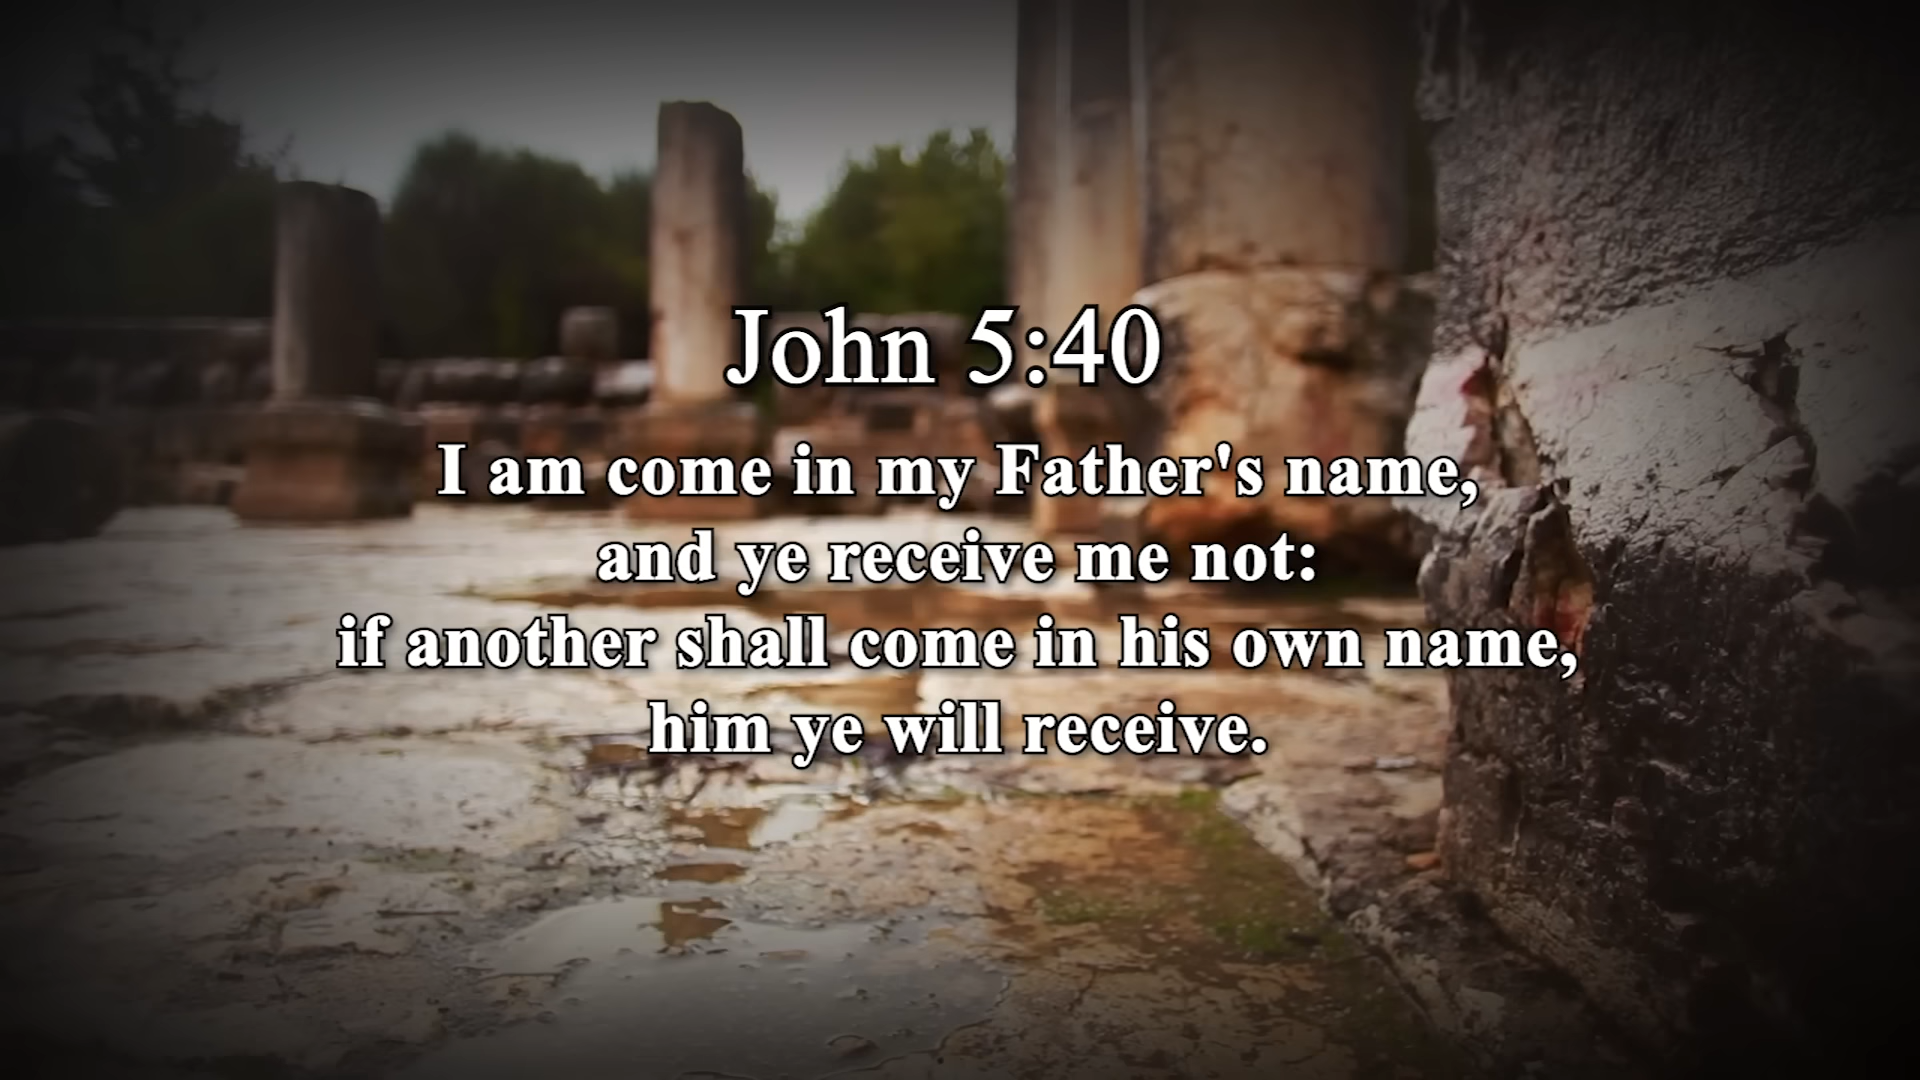 John 5:40
I am come in my Father's name,
and ye receive me not:
if another shall come in his own name,
him ye will receive.